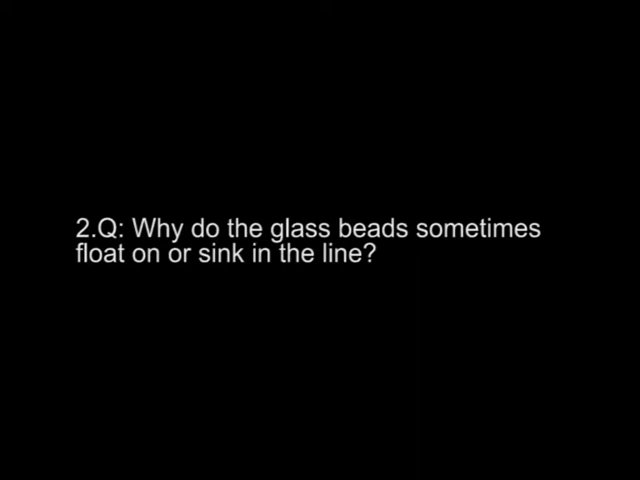 2.Q: Why do the glass beads sometimes
float on or sink in the line?